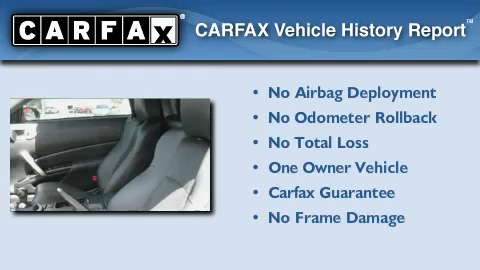 CARFAX® CARFAX Vehicle History Report™
• No Airbag Deployment
• No Odometer Rollback
• No Total Loss
• One Owner Vehicle
• Carfax Guarantee
• No Frame Damage